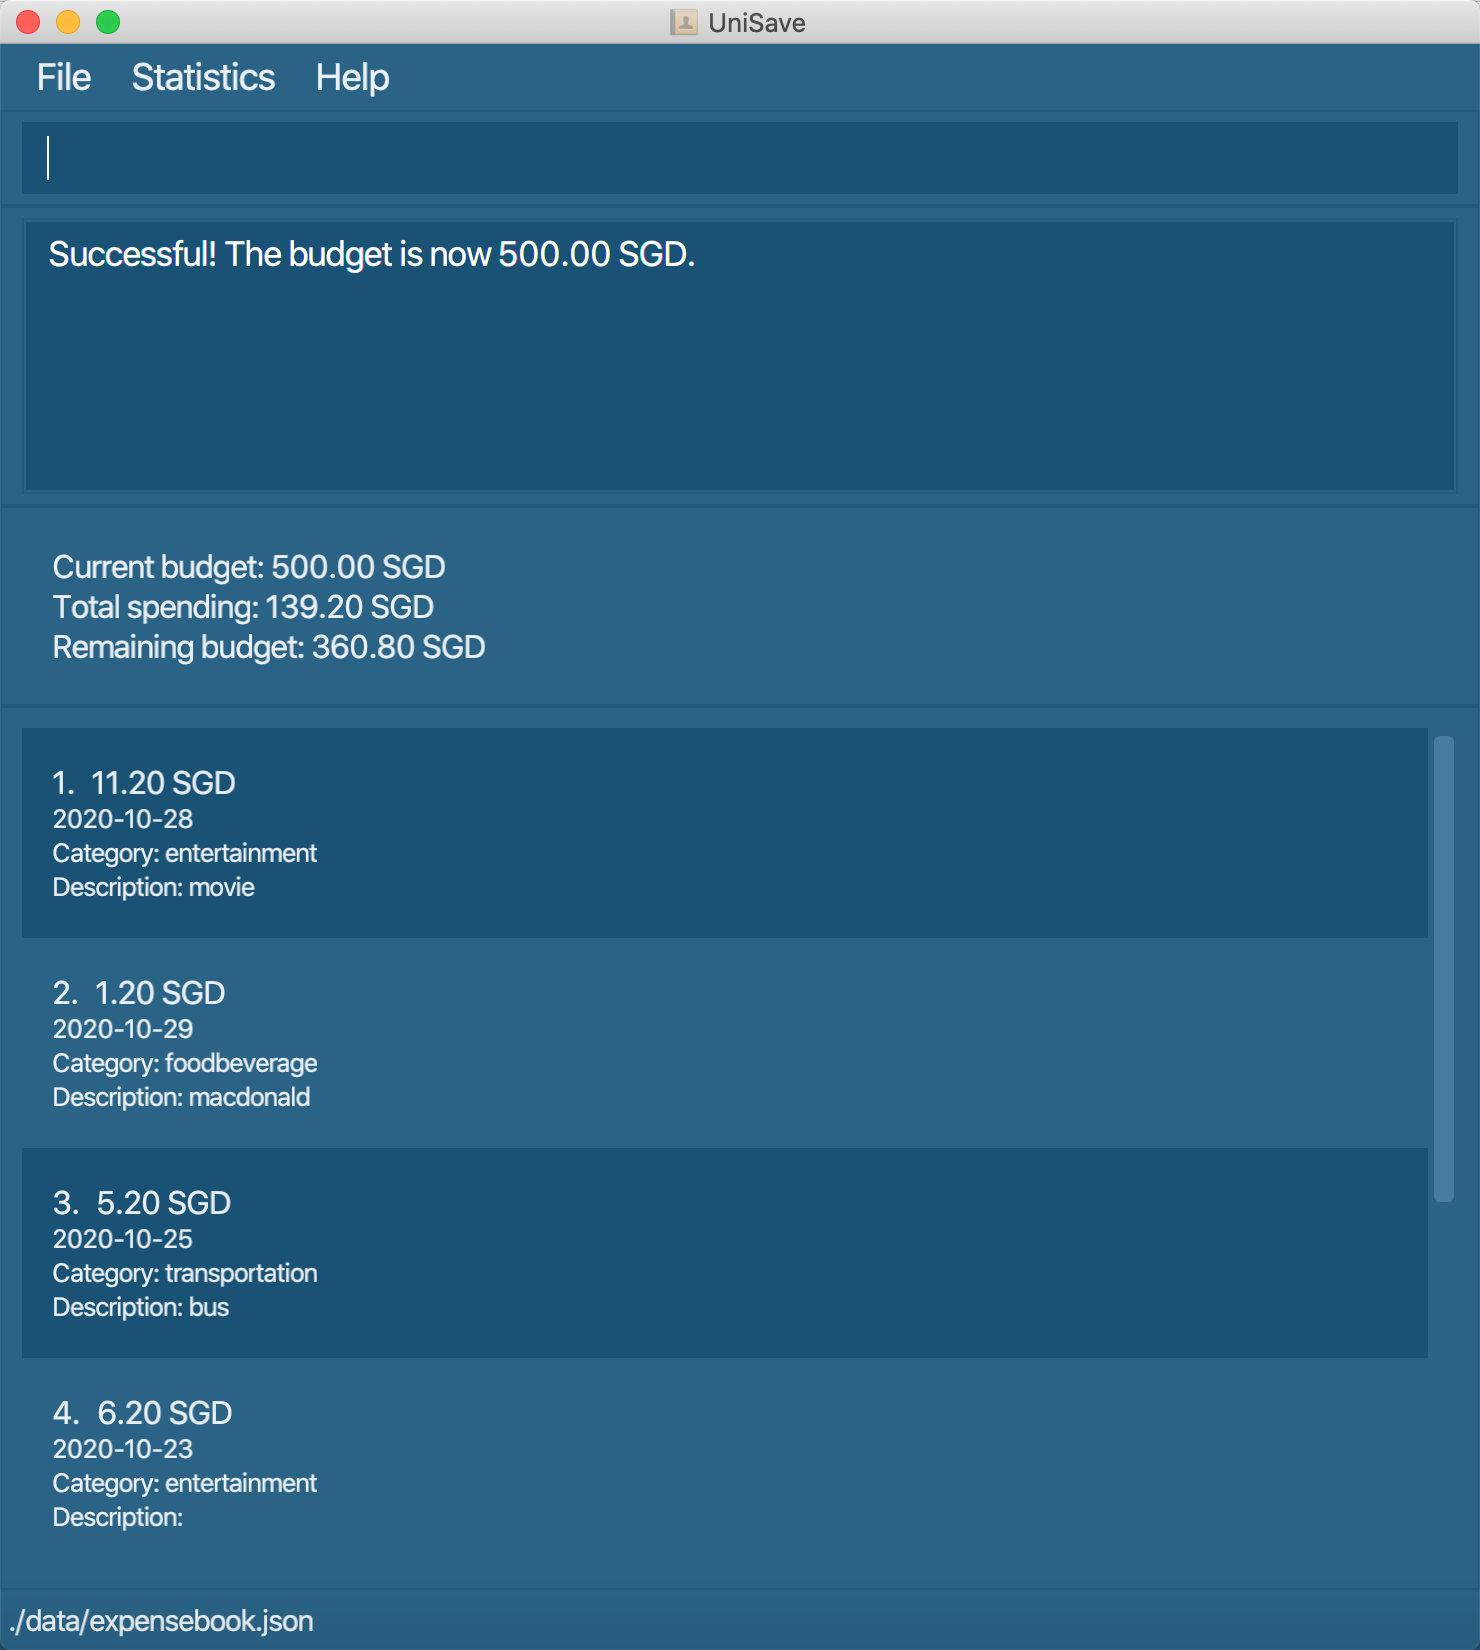 UniSave
File Statistics Help
Successful! The budget is now 500.00 SGD.
Current budget: 500.00 SGD
Total spending: 139.20 SGD
Remaining budget: 360.80 SGD
1. 11.20 SGD
2020-10-28
Category: entertainment
Description: movie
2. 1.20 SGD
2020-10-29
Category: foodbeverage
Description: macdonald
3. 5.20 SGD
2020-10-25
Category: transportation
Description: bus
4. 6.20 SGD
2020-10-23
Category: entertainment
Description:
./data/expensebook.json